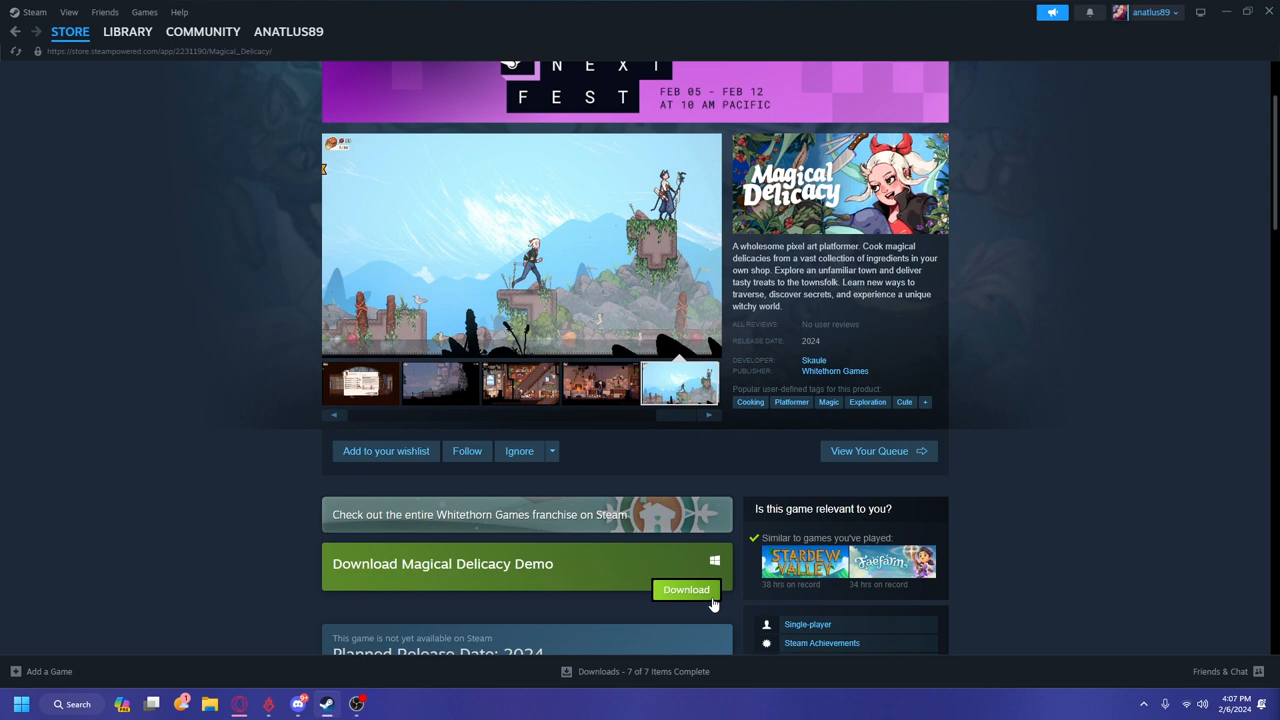 Steam View Friends Games Help
anatlus89
STORE LIBRARY COMMUNITY ANATLUS89
https://store.steampowered.com/app/2231190/Magical_Delicacy/
NEXT
FEST
FEB 05 - FEB 12
AT 10 AM PACIFIC
Magical
Delicacy
A wholesome pixel art platformer. Cook magical
delicacies from a vast collection of ingredients in your
own shop. Explore an unfamiliar town and deliver
tasty treats to the townsfolk. Learn new ways to
traverse, discover secrets, and experience a unique
witchy world.
ALL REVIEWS: No user reviews
RELEASE DATE: 2024
DEVELOPER: Skaule
PUBLISHER: Whitethorn Games
Popular user-defined tags for this product:
Cooking Platformer Magic Exploration Cute +
Add to your wishlist Follow Ignore
View Your Queue
Check out the entire Whitethorn Games franchise on Steam
Download Magical Delicacy Demo
Download
This game is not yet available on Steam
Planned Release Date: 2024
Is this game relevant to you?
Similar to games you've played:
STARDEW
VALLEY
Faefarm
38 hrs on record 34 hrs on record
Single-player
Steam Achievements
Add a Game
Downloads - 7 of 7 Items Complete
Friends & Chat
Search
1
9+
4:07 PM
2/6/2024